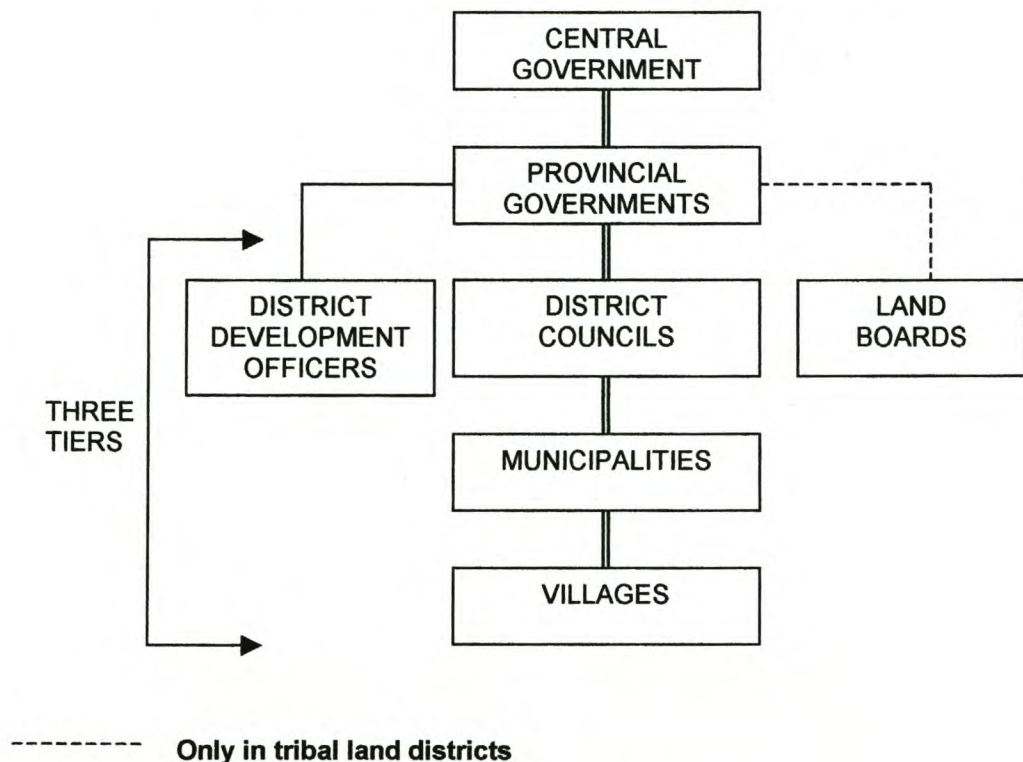 CENTRAL
GOVERNMENT
PROVINCIAL
GOVERNMENTS
DISTRICT
DEVELOPMENT
OFFICERS
DISTRICT
COUNCILS
LAND
BOARDS
THREE
TIERS
MUNICIPALITIES
VILLAGES
Only in tribal land districts